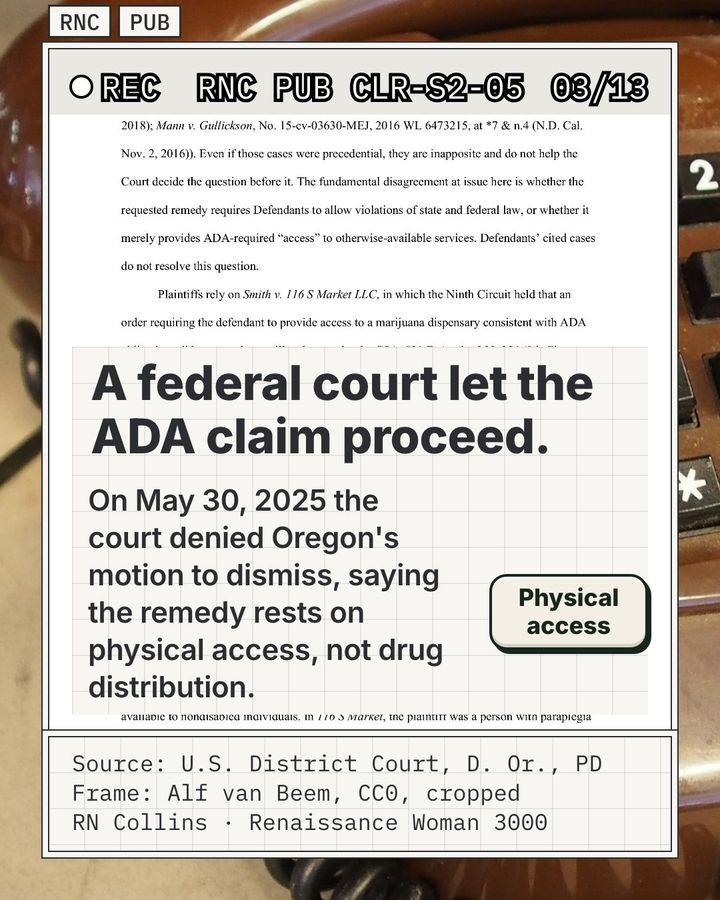 RNC PUB
REC RNC PUB CLR-S2-05 03/13
2018); Mann v. Gullickson, No. 15-cv-03630-MEJ, 2016 WL 6473215, at *7 & n.4 (N.D. Cal.
Nov. 2, 2016)). Even if those cases were precedential, they are inapposite and do not help the
Court decide the question before it. The fundamental disagreement at issue here is whether the
requested remedy requires Defendants to allow violations of state and federal law, or whether it
merely provides ADA-required “access” to otherwise-available services. Defendants’ cited cases
do not resolve this question.
Plaintiffs rely on Smith v. 116 S Market LLC, in which the Ninth Circuit held that an
order requiring the defendant to provide access to a marijuana dispensary consistent with ADA
A federal court let the
ADA claim proceed.
On May 30, 2025 the
court denied Oregon's
motion to dismiss, saying
the remedy rests on
physical access, not drug
distribution.
Physical
access
available to nondisabled individuals. In 116 S Market, the plaintiff was a person with paraplegia
Source: U.S. District Court, D. Or., PD
Frame: Alf van Beem, CC0, cropped
RN Collins · Renaissance Woman 3000
2
*